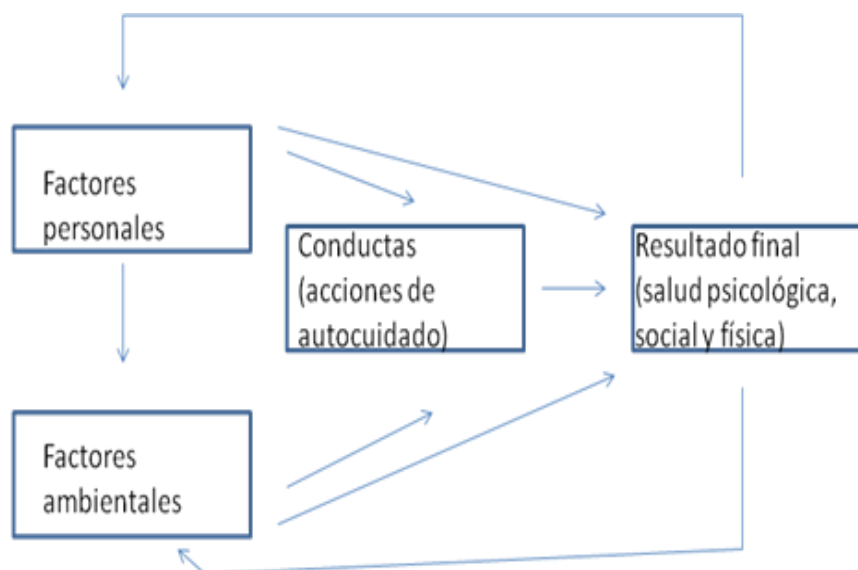 Factores
personales
Conductas
(acciones de
autocuidado)
Resultado final
(salud psicológica,
social y física)
Factores
ambientales